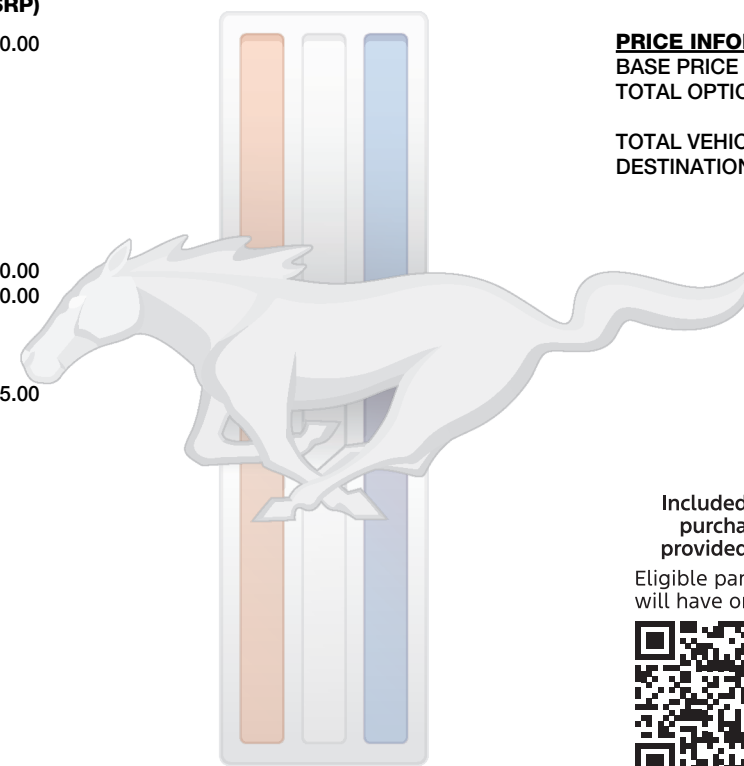 SRP)
0.00
0.00
0.00
5.00
PRICE INFO
BASE PRICE
TOTAL OPTIO
TOTAL VEHIC
DESTINATION
Included
purcha
provided
Eligible par
will have o